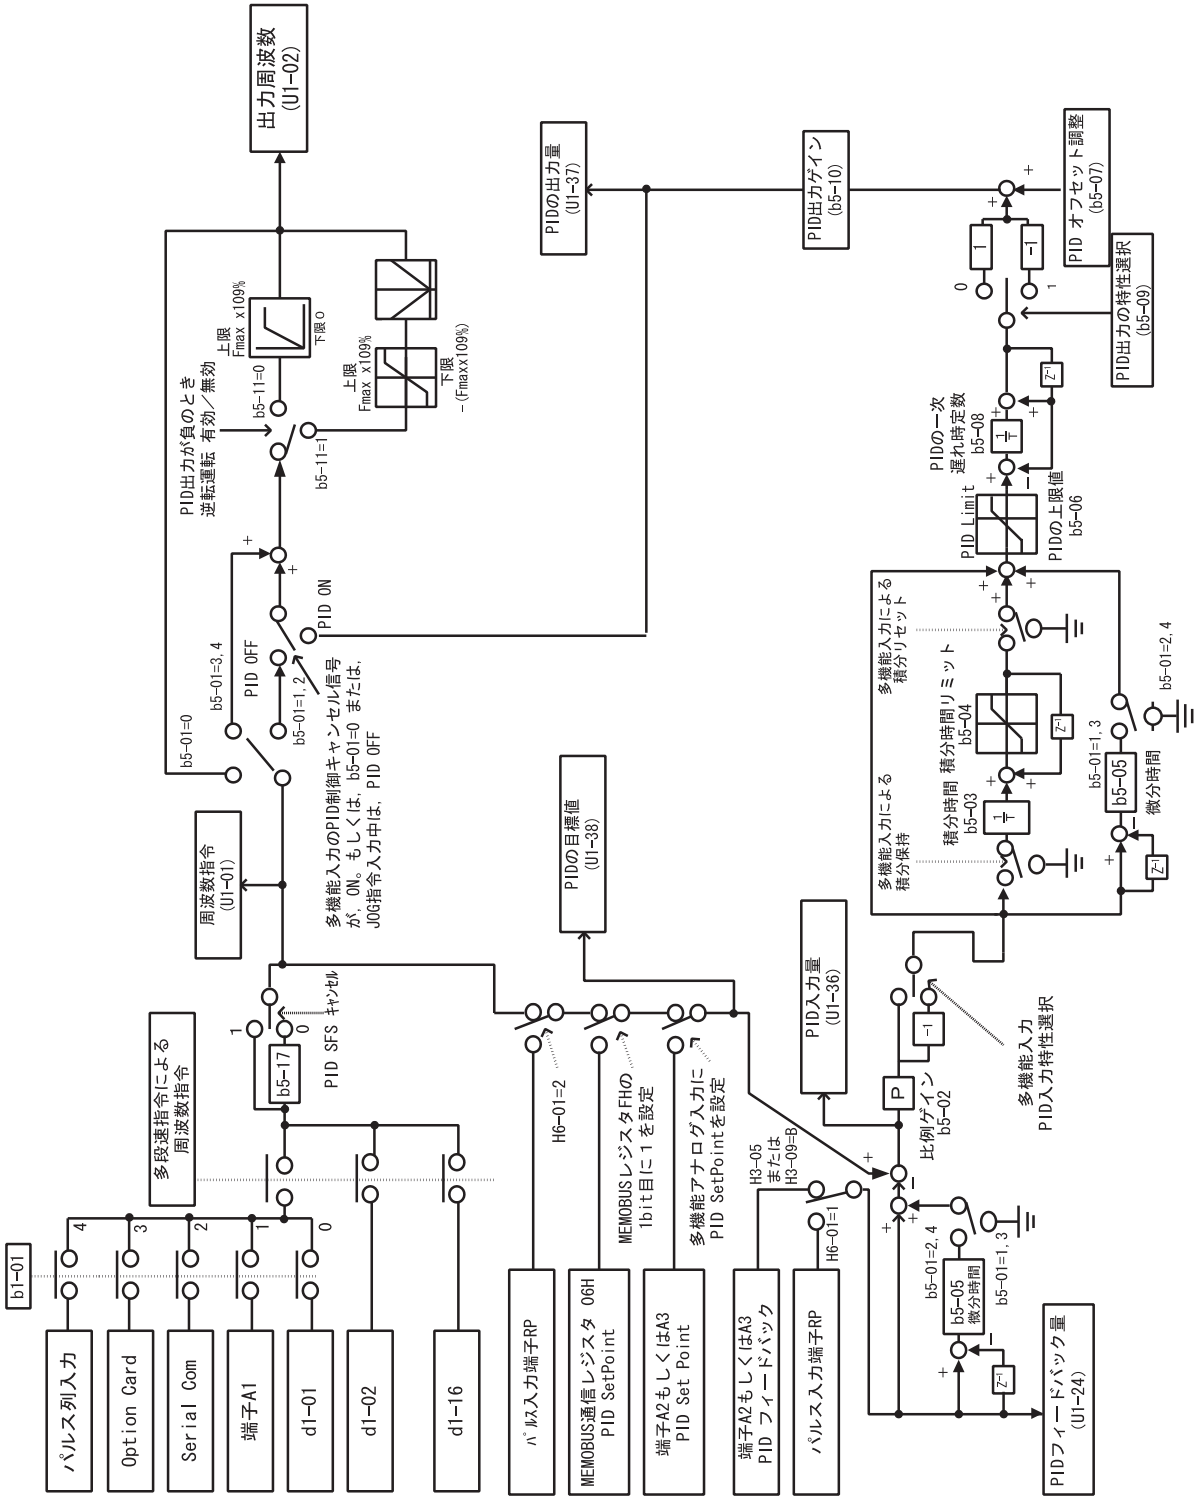 b1-01
パルス列入力
Option Card
Serial Com
端子A1
d1-01
d1-02
d1-16
4
3
2
1
0
多段速指令による
周波数指令
b5-17
1
0
PID SFS キャンセル
周波数指令
(U1-01)
b5-01=0
b5-01=3, 4
PID OFF
b5-01=1, 2
PID ON
+
+
多機能入力のPID制御キャンセル信号
が, ON。もしくは, b5-01=0 または,
JOG指令入力中は, PID OFF
PID出力が負のとき
逆転運転 有効／無効
b5-11=0
b5-11=1
上限
Fmax x109%
下限０
上限
Fmax x109%
下限
－(Fmaxx109%)
出力周波数
(U1-02)
パルス入力端子RP
MEMOBUS通信レジスタ 06H
PID SetPoint
端子A2もしくはA3
PID Set Point
端子A2もしくはA3
PID フィードバック
パルス入力端子RP
H6-01=2
MEMOBUSレジスタFHの
1bit目に１を設定
多機能アナログ入力に
PID SetPointを設定
H3-05
または
H3-09=B
H6-01=1
PIDの目標値
(U1-38)
PIDの出力量
(U1-37)
PID入力量
(U1-36)
+
－
+
+
b5-01=2, 4
b5-01=1, 3
b5-05
微分時間
+
－
Z-1
PIDフィードバック量
(U1-24)
P
比例ゲイン
b5-02
-1
多機能入力
PID入力特性選択
多機能入力による
積分保持
1
T
積分時間
b5-03
+
+
積分時間リミット
b5-04
Z-1
多機能入力による
積分リセット
+
+
+
b5-01=1, 3
b5-05
微分時間
b5-01=2, 4
+
－
Z-1
PID Limit
PIDの上限値
b5-06
+
－
1
T
PIDの一次
遅れ時定数
b5-08
+
+
Z-1
0
1
1
-1
PID出力の特性選択
(b5-09)
+
+
PID オフセット調整
(b5-07)
PID出力ゲイン
(b5-10)